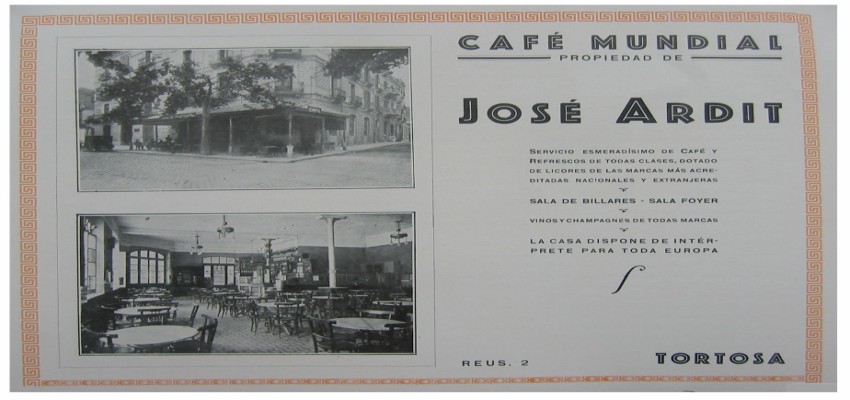 CAFÉ MUNDIAL
PROPIEDAD DE
JOSÉ ARDIT
SERVICIO ESMERADÍSIMO DE CAFÉ Y
REFRESCOS DE TODAS CLASES, DOTADO
DE LICORES DE LAS MARCAS MÁS ACRE-
DITADAS NACIONALES Y EXTRANJERAS
SALA DE BILLARES - SALA FOYER
VINOS Y CHAMPAGNES DE TODAS MARCAS
LA CASA DISPONE DE INTÉR-
PRETE PARA TODA EUROPA
REUS, 2
TORTOSA